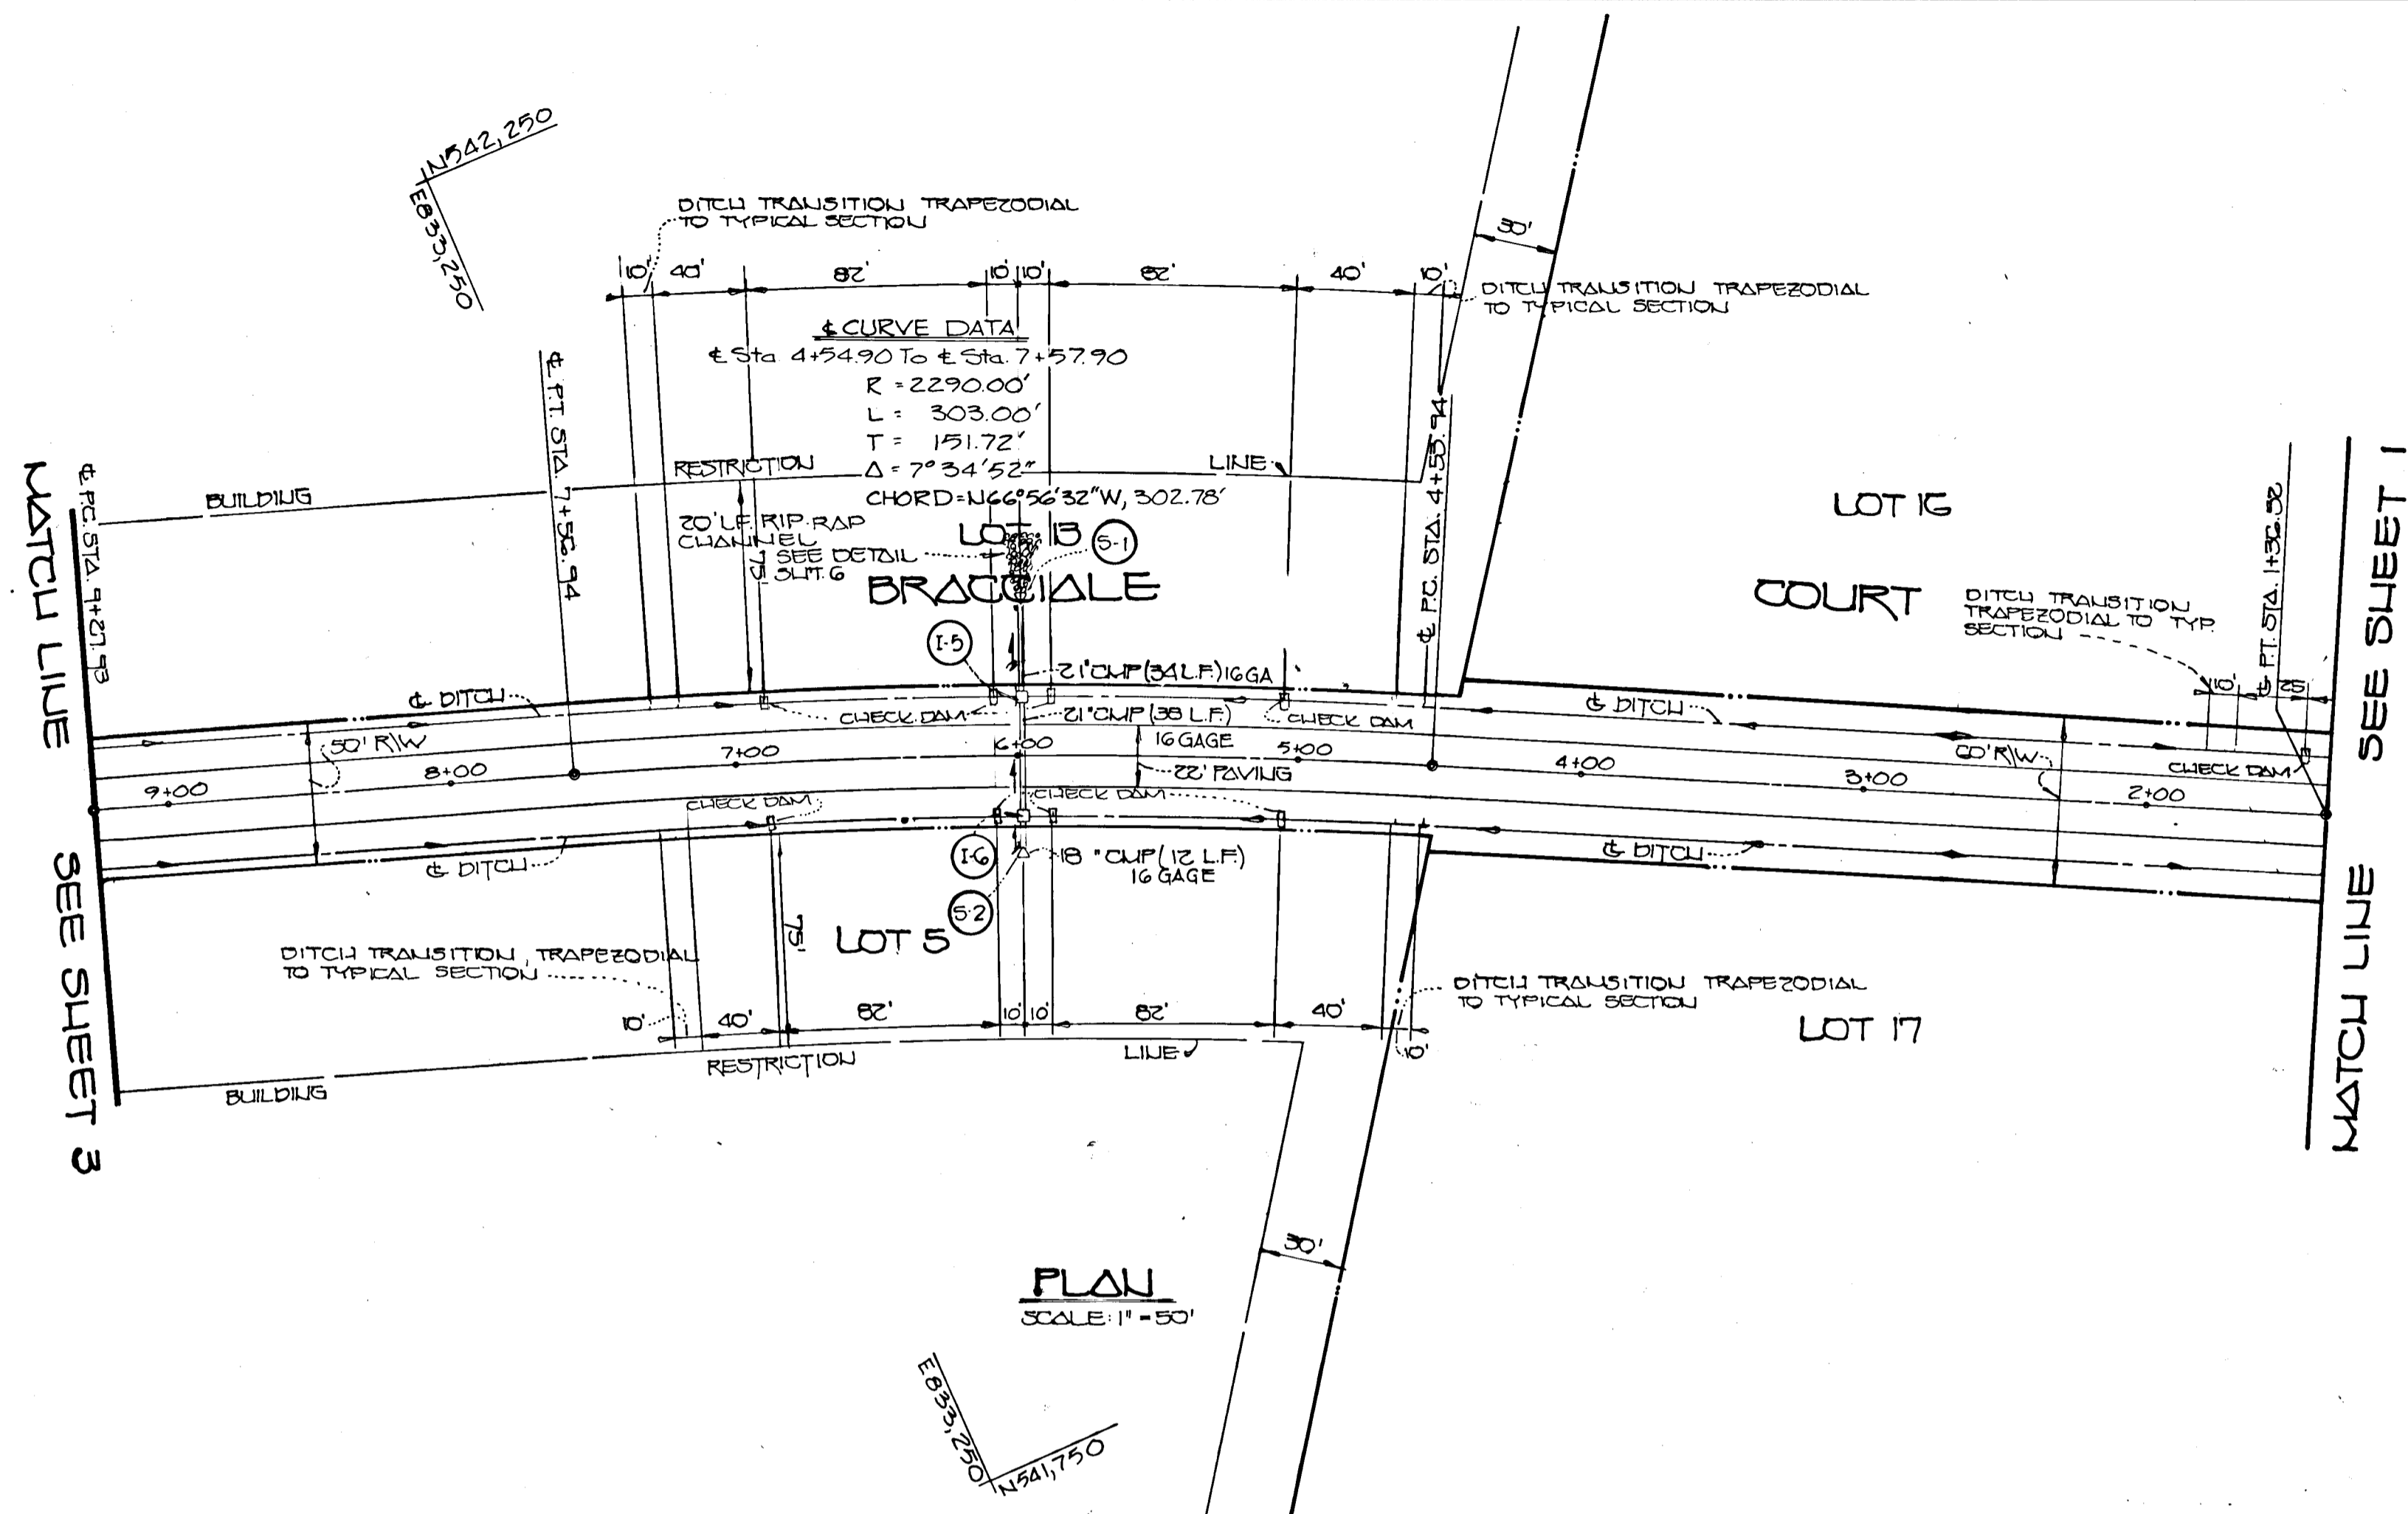 N542,250
E833,250
DITCH TRANSITION TRAPEZODIAL
TO TYPICAL SECTION
10' 40' 82' 10' 10' 82' 40' 10'
30'
DITCH TRANSITION TRAPEZODIAL
TO TYPICAL SECTION
℄ CURVE DATA
℄ Sta 4+54.90 To ℄ Sta. 7+57.90
R = 2290.00'
L = 303.00'
T = 151.72'
Δ = 7°34'52"
CHORD=N66°56'32"W, 302.78'
℄ P.T. STA. 7+56.94
℄ P.C. STA. 4+53.94
BUILDING
RESTRICTION
LINE
20' L.F. RIP-RAP
CHANNEL
SEE DETAIL
SHT. 6
75'
LOT 13
S-1
BRACCIALE
COURT
LOT 16
DITCH TRANSITION
TRAPEZODIAL TO TYP.
SECTION
10'
25
℄ P.T. STA. 1+36.52
MATCH LINE SEE SHEET 1
MATCH LINE SEE SHEET 3
℄ P.C. STA. 9+27.93
I-5
21" CMP (34 L.F.) 16 GA
℄ DITCH
CHECK DAM
21" CMP (38 L.F.)
16 GAGE
CHECK DAM
℄ DITCH
50' R/W
60' R/W
CHECK DAM
9+00
8+00
7+00
6+00
5+00
4+00
3+00
2+00
22' PAVING
CHECK DAM
CHECK DAM
℄ DITCH
℄ DITCH
I-6
18" CMP (12 L.F.)
16 GAGE
S-2
75'
LOT 5
DITCH TRANSITION, TRAPEZODIAL
TO TYPICAL SECTION
DITCH TRANSITION TRAPEZODIAL
TO TYPICAL SECTION
LOT 17
10' 40' 82' 10' 10' 82' 40' 10'
BUILDING
RESTRICTION
LINE
30'
PLAN
SCALE: 1" = 50'
E833,250
N541,750